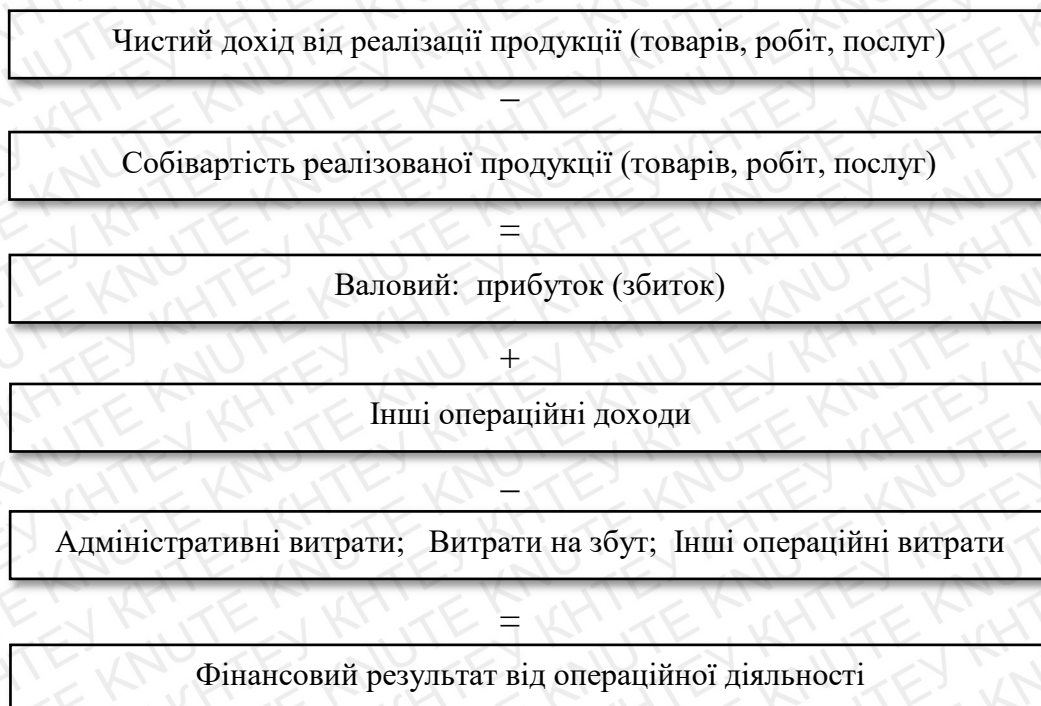 Чистий дохід від реалізації продукції (товарів, робіт, послуг)
–
Собівартість реалізованої продукції (товарів, робіт, послуг)
=
Валовий: прибуток (збиток)
+
Інші операційні доходи
–
Адміністративні витрати; Витрати на збут; Інші операційні витрати
=
Фінансовий результат від операційної діяльності